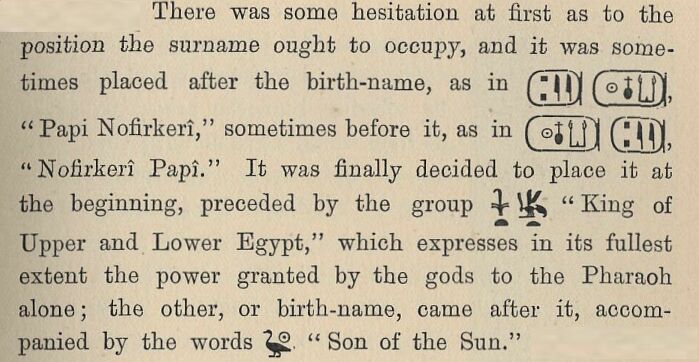 There was some hesitation at first as to the
position the surname ought to occupy, and it was some-
times placed after the birth-name, as in
“Papi Nofirkerî,” sometimes before it, as in
“Nofirkerî Papî.” It was finally decided to place it at
the beginning, preceded by the group “King of
Upper and Lower Egypt,” which expresses in its fullest
extent the power granted by the gods to the Pharaoh
alone; the other, or birth-name, came after it, accom-
panied by the words “Son of the Sun.”